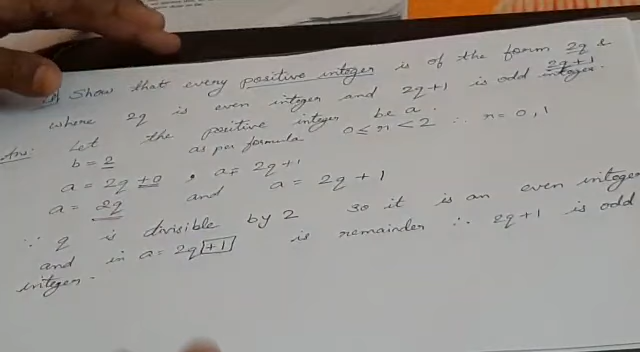 Show that every positive integer is of the form 2q &
2q+1
where 2q is even integer and 2q+1 is odd integer.
Ans: Let the positive integer be a.
b = 2 as per formula 0 ≤ r < 2 ∴ r = 0, 1
a = 2q + 0 , a = 2q + 1
a = 2q and a = 2q + 1
∵ q is divisible by 2 so it is an even integer
and in a = 2q +1 is remainder ∴ 2q+1 is odd
integer.